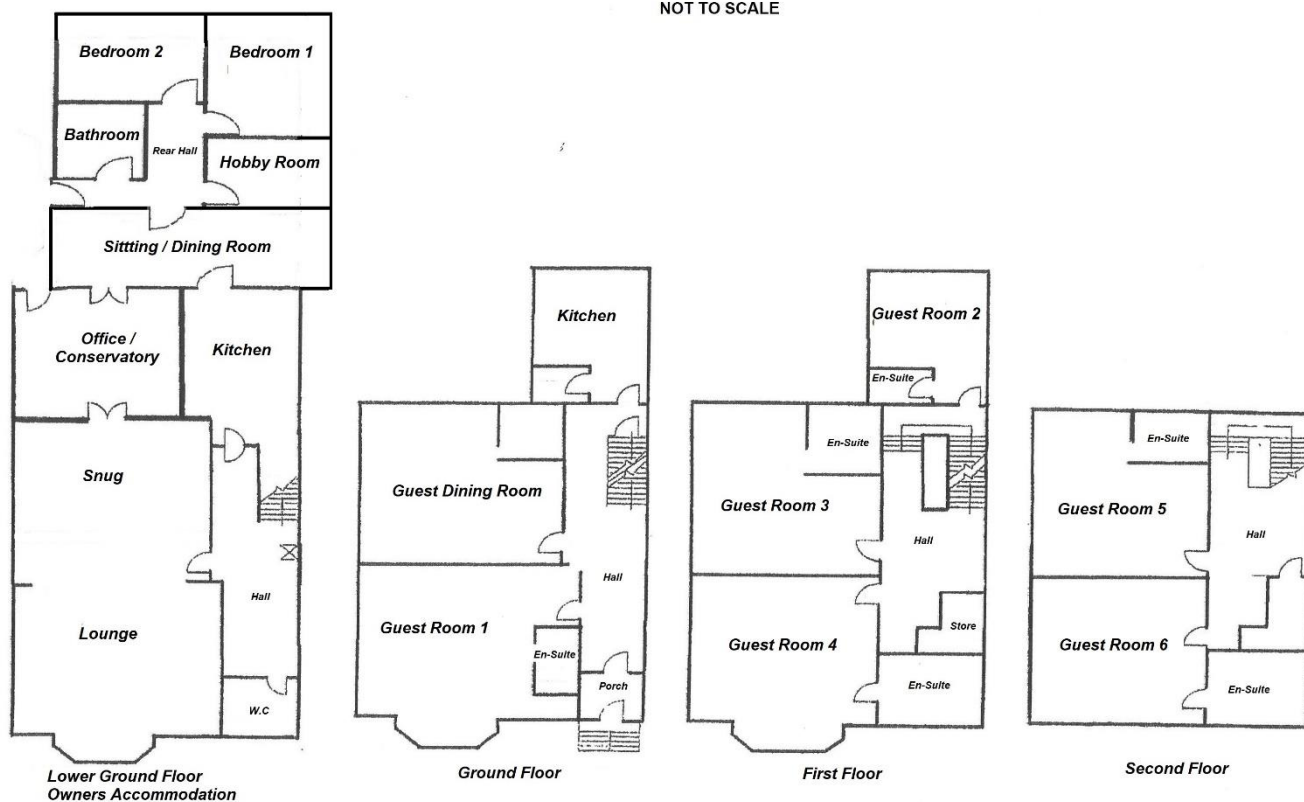 NOT TO SCALE
Bedroom 2
Bedroom 1
Bathroom
Rear Hall
Hobby Room
Sittting / Dining Room
Office /
Conservatory
Kitchen
Snug
Hall
Lounge
W.C
Lower Ground Floor
Owners Accommodation
Kitchen
Guest Dining Room
Hall
Guest Room 1
En-Suite
Porch
Ground Floor
Guest Room 2
En-Suite
En-Suite
Guest Room 3
Hall
Store
Guest Room 4
En-Suite
First Floor
En-Suite
Guest Room 5
Hall
Guest Room 6
En-Suite
Second Floor